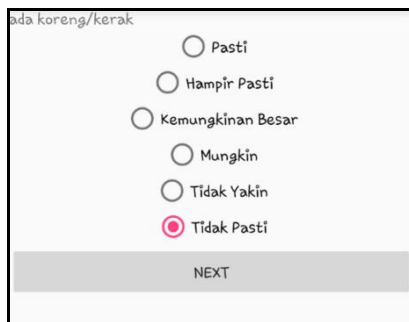 ada koreng/kerak
Pasti
Hampir Pasti
Kemungkinan Besar
Mungkin
Tidak Yakin
Tidak Pasti
NEXT